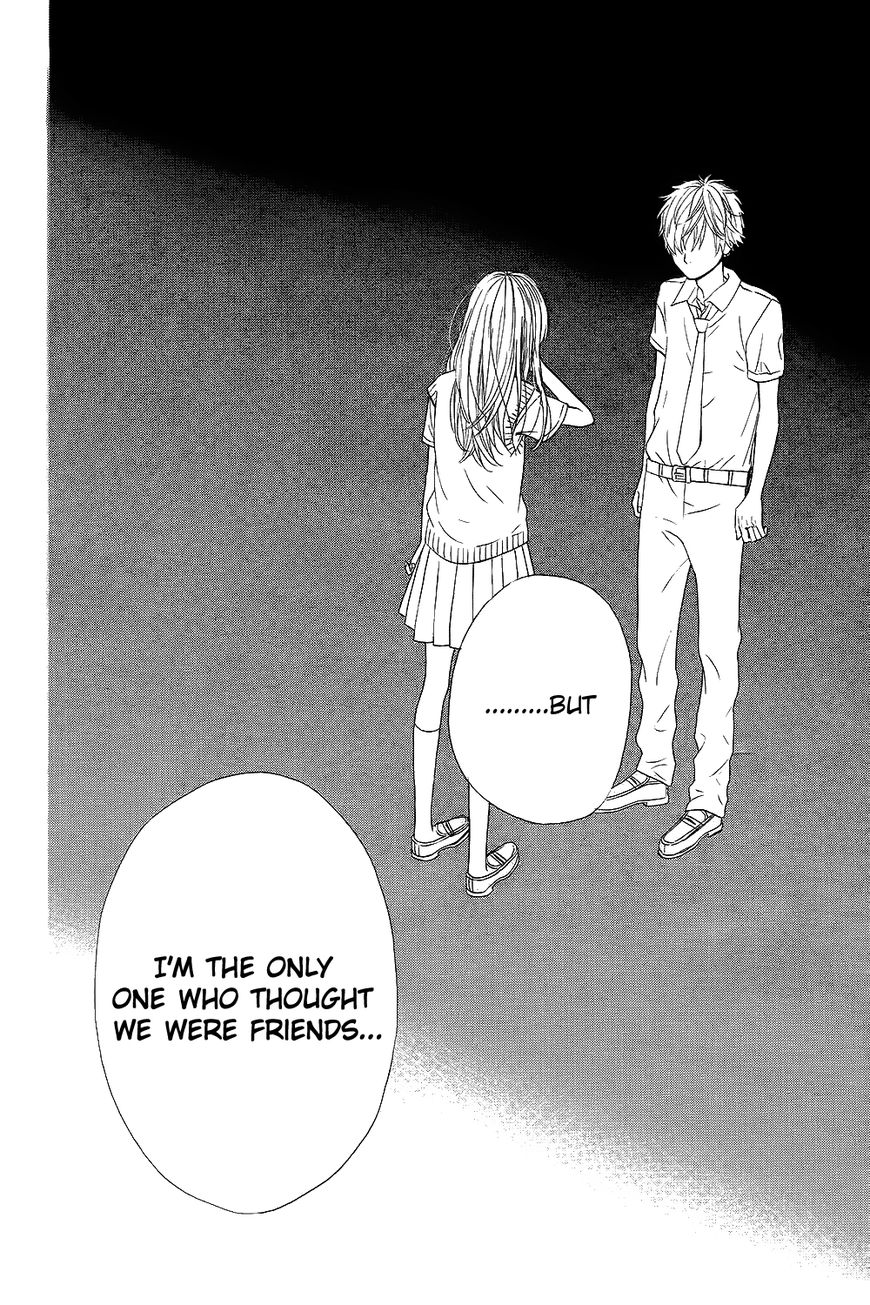 .........BUT
I'M THE ONLY
ONE WHO THOUGHT
WE WERE FRIENDS...